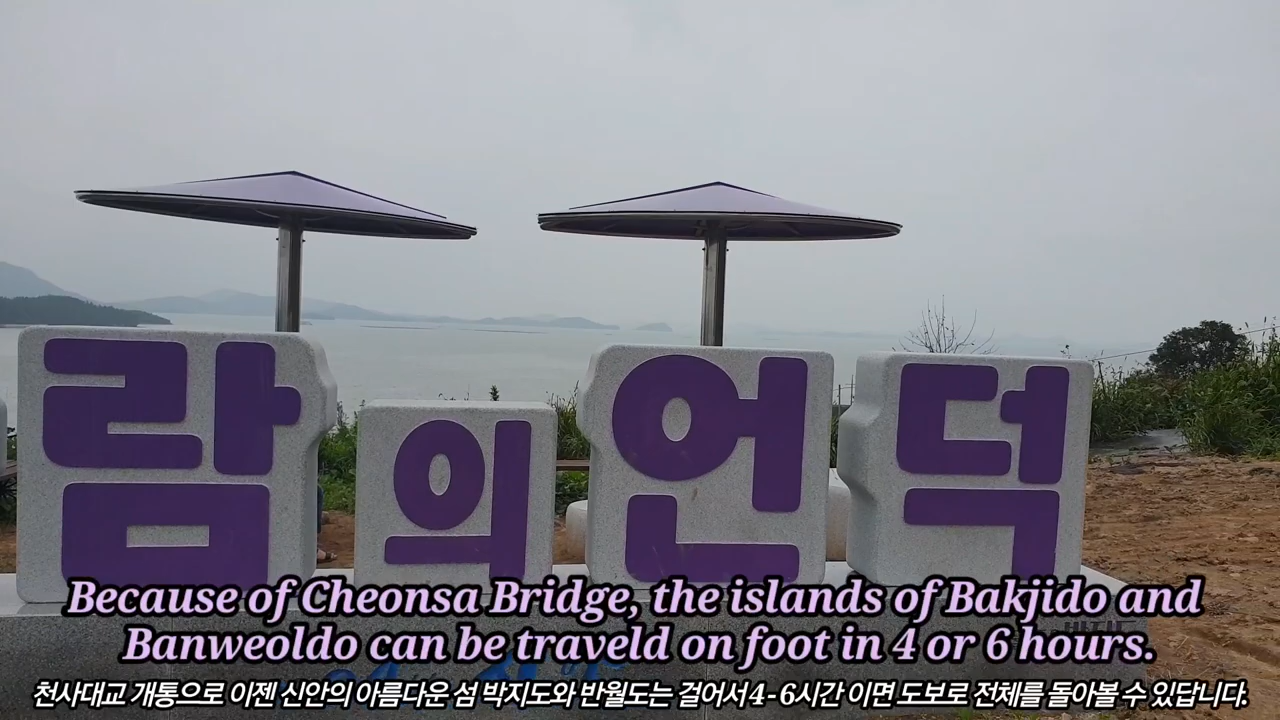 람의 언덕
Because of Cheonsa Bridge, the islands of Bakjido and
Banweoldo can be traveld on foot in 4 or 6 hours.
천사대교 개통으로 이젠 신안의 아름다운 섬 박지도와 반월도는 걸어서 4-6시간 이면 도보로 전체를 돌아볼 수 있답니다.